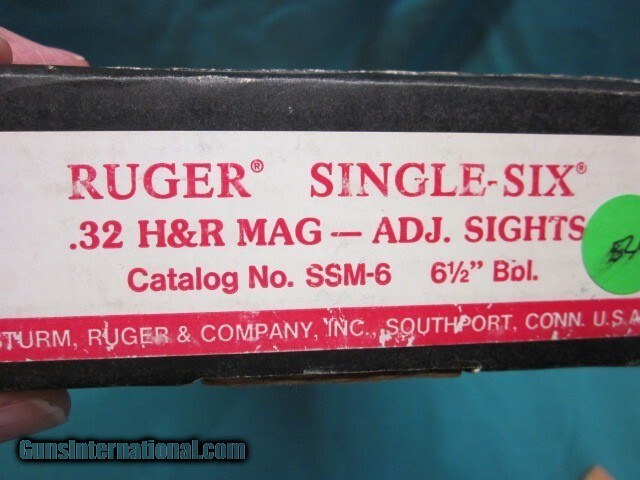 RUGER® SINGLE-SIX®
.32 H&R MAG — ADJ. SIGHTS
Catalog No. SSM-6 6½" Bbl.
STURM, RUGER & COMPANY, INC., SOUTHPORT, CONN. U.S.A.
GunsInternational.com